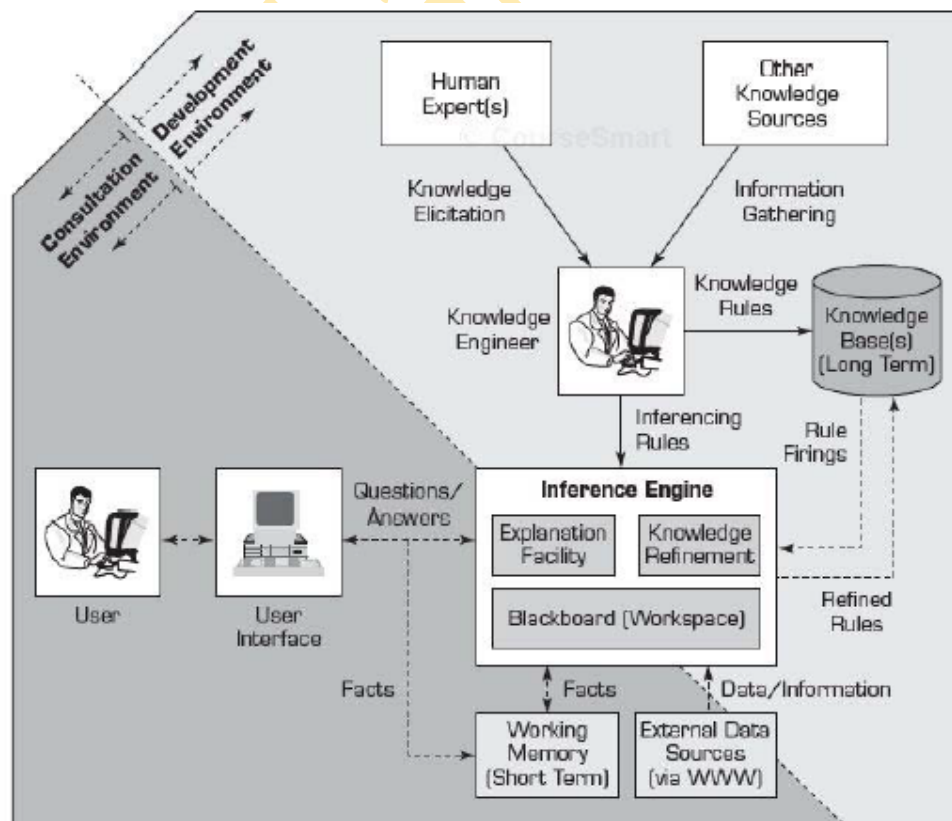 Development
Environment
Consultation
Environment
Human
Expert(s)
Other
Knowledge
Sources
© CourseSmart
Knowledge
Elicitation
Information
Gathering
Knowledge
Engineer
Knowledge
Rules
Knowledge
Base(s)
(Long Term)
Inferencing
Rules
Rule
Firings
Inference Engine
Explanation
Facility
Knowledge
Refinement
Blackboard (Workspace)
Refined
Rules
Questions/
Answers
User
User
Interface
Facts
Facts
Data/Information
Working
Memory
(Short Term)
External Data
Sources
(via WWW)